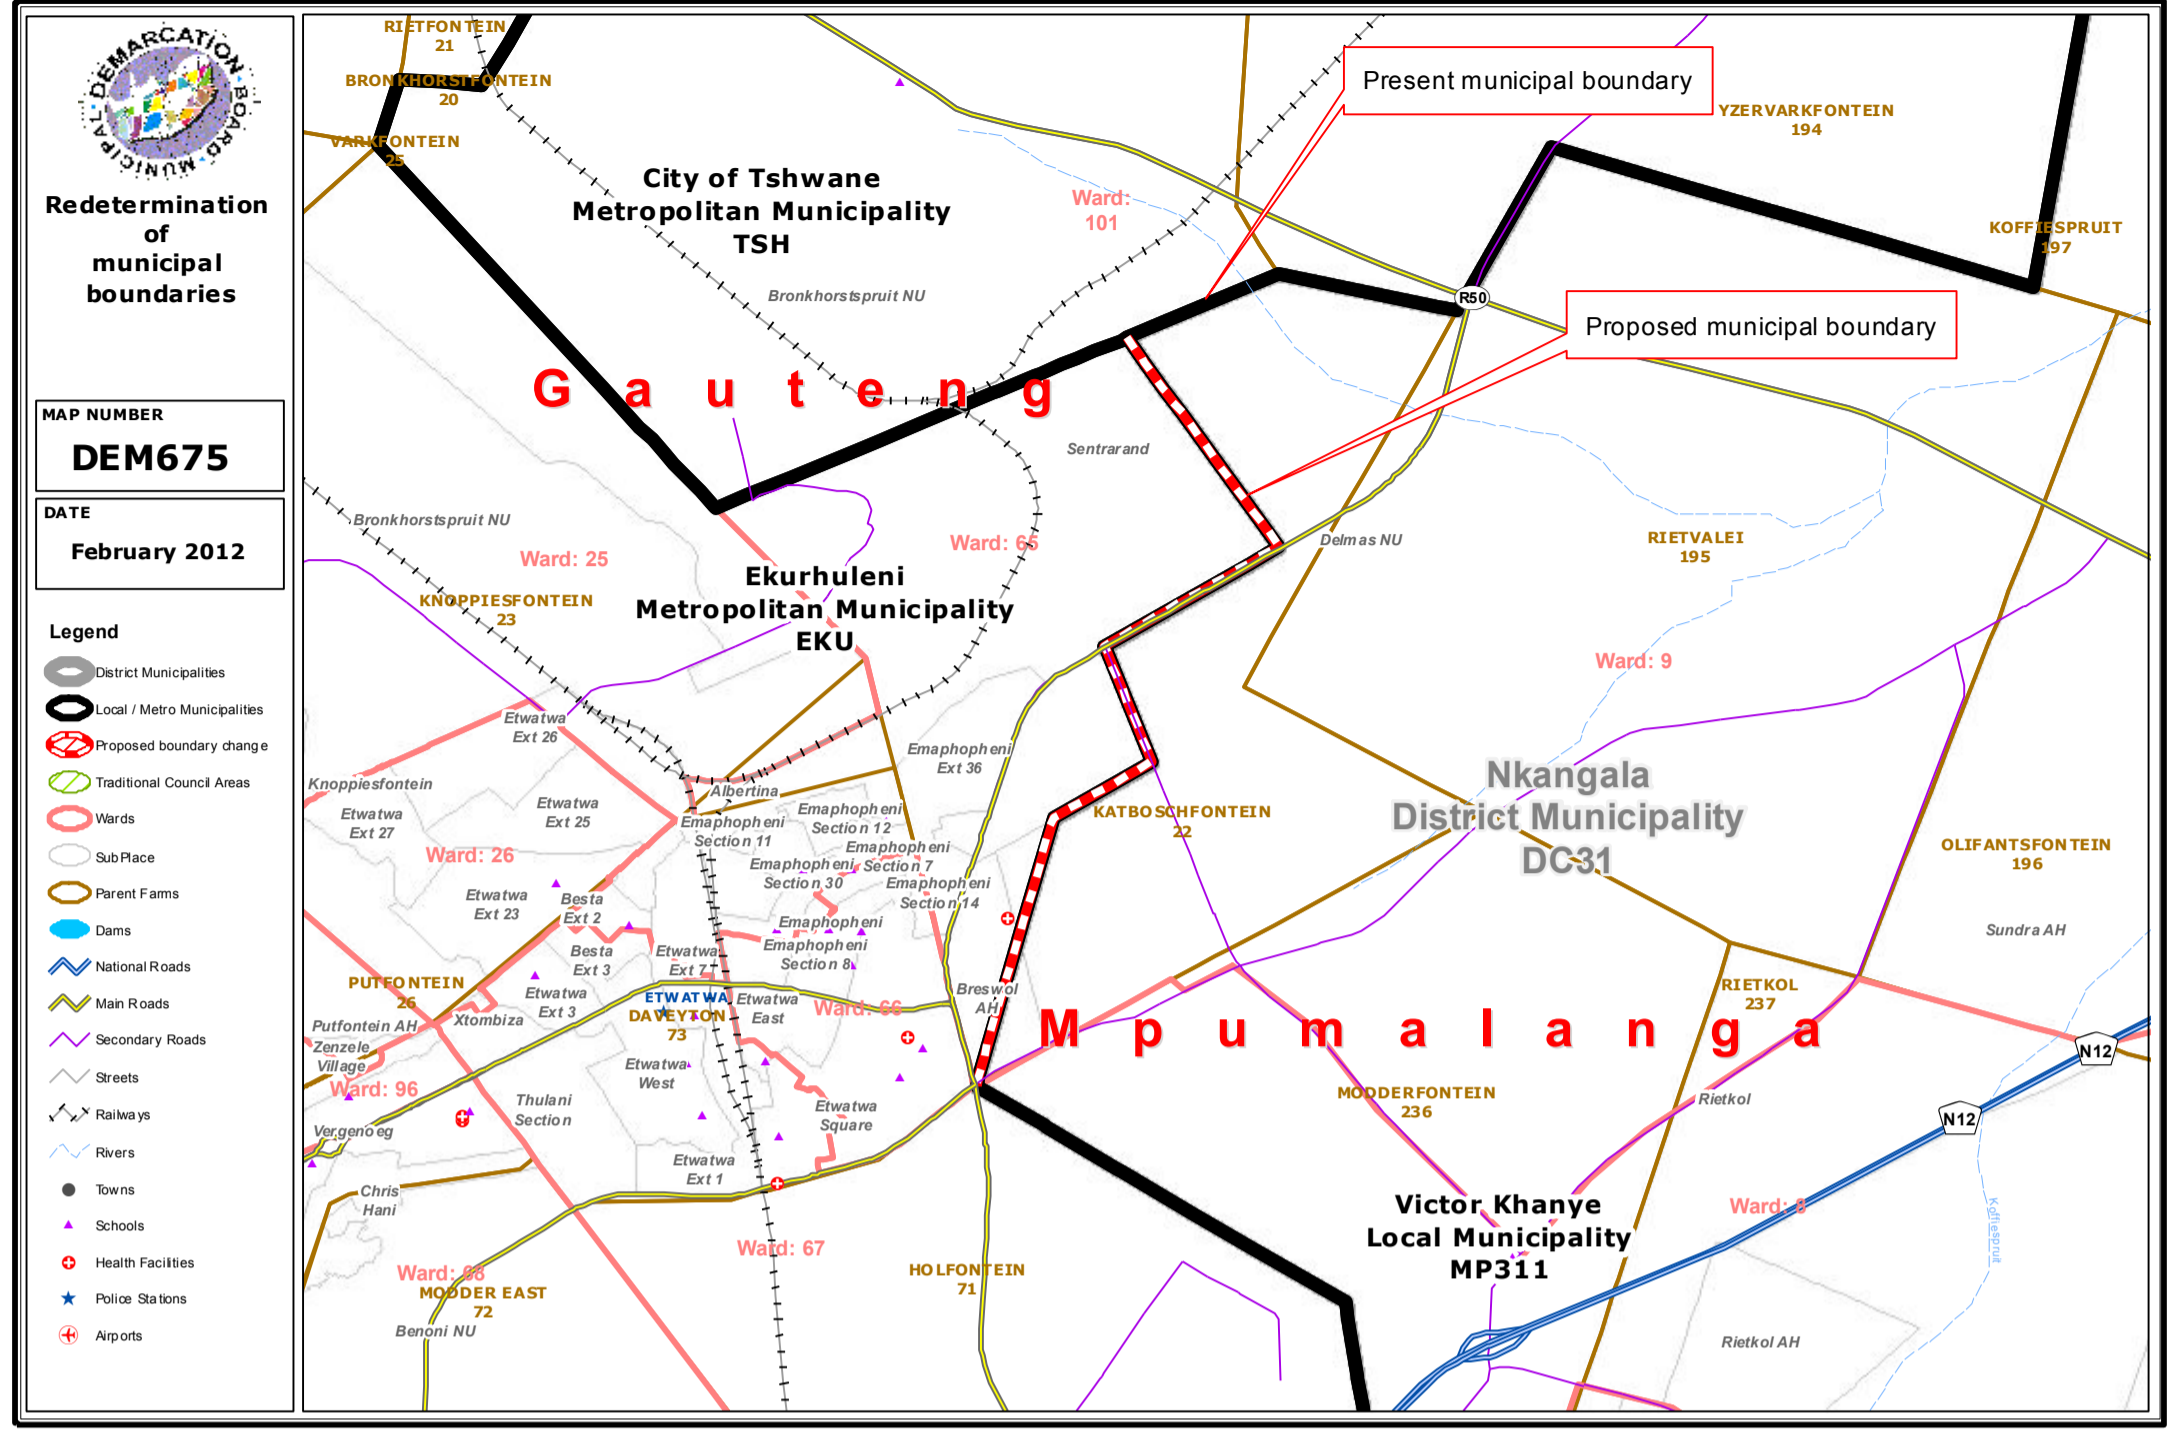 DEMARCATION BOARD MUNICIPAL
Redetermination
of
municipal
boundaries
MAP NUMBER
DEM675
DATE
February 2012
Legend
District Municipalities
Local / Metro Municipalities
Proposed boundary change
Traditional Council Areas
Wards
SubPlace
Parent Farms
Dams
National Roads
Main Roads
Secondary Roads
Streets
Railways
Rivers
Towns
Schools
Health Facilities
Police Stations
Airports
RIETFONTEIN
21
BRONKHORSTFONTEIN
20
VARKFONTEIN
25
City of Tshwane
Metropolitan Municipality
TSH
Ward:
101
Present municipal boundary
YZERVARKFONTEIN
194
KOFFIESPRUIT
197
Bronkhorstspruit NU
R50
Proposed municipal boundary
Gauteng
Sentrarand
Bronkhorstspruit NU
Ward: 25
Ward: 65
Delmas NU
RIETVALEI
195
KNOPPIESFONTEIN
23
Ekurhuleni
Metropolitan Municipality
EKU
Ward: 9
Etwatwa
Ext 26
Emaphopheni
Ext 36
Knoppiesfontein
Etwatwa
Ext 27
Etwatwa
Ext 25
Albertina
Emaphopheni
Section 11
Emaphopheni
Section 12
Emaphopheni
Section 7
Emaphopheni
Section 30
Emaphopheni
Section 14
KATBOSCHFONTEIN
22
Nkangala
District Municipality
DC31
OLIFANTSFONTEIN
196
Ward: 26
Etwatwa
Ext 23
Besta
Ext 2
Besta
Ext 3
Etwatwa
Ext 7
Emaphopheni
Emaphopheni
Section 8
Sundra AH
PUTFONTEIN
26
Etwatwa
Ext 3
ETWATWA
DAVEYTON
73
Etwatwa
East
Ward: 66
Breswol
AH
RIETKOL
237
Putfontein AH
Xtombiza
Zenzele
Village
Mpumalanga
N12
Ward: 96
Etwatwa
West
MODDERFONTEIN
236
Rietkol
N12
Thulani
Section
Etwatwa
Square
Vergenoeg
Etwatwa
Ext 1
Chris
Hani
Victor Khanye
Local Municipality
MP311
Ward: 8
Koffiespruit
Ward: 67
Ward: 68
MODDER EAST
72
HOLFONTEIN
71
Benoni NU
Rietkol AH